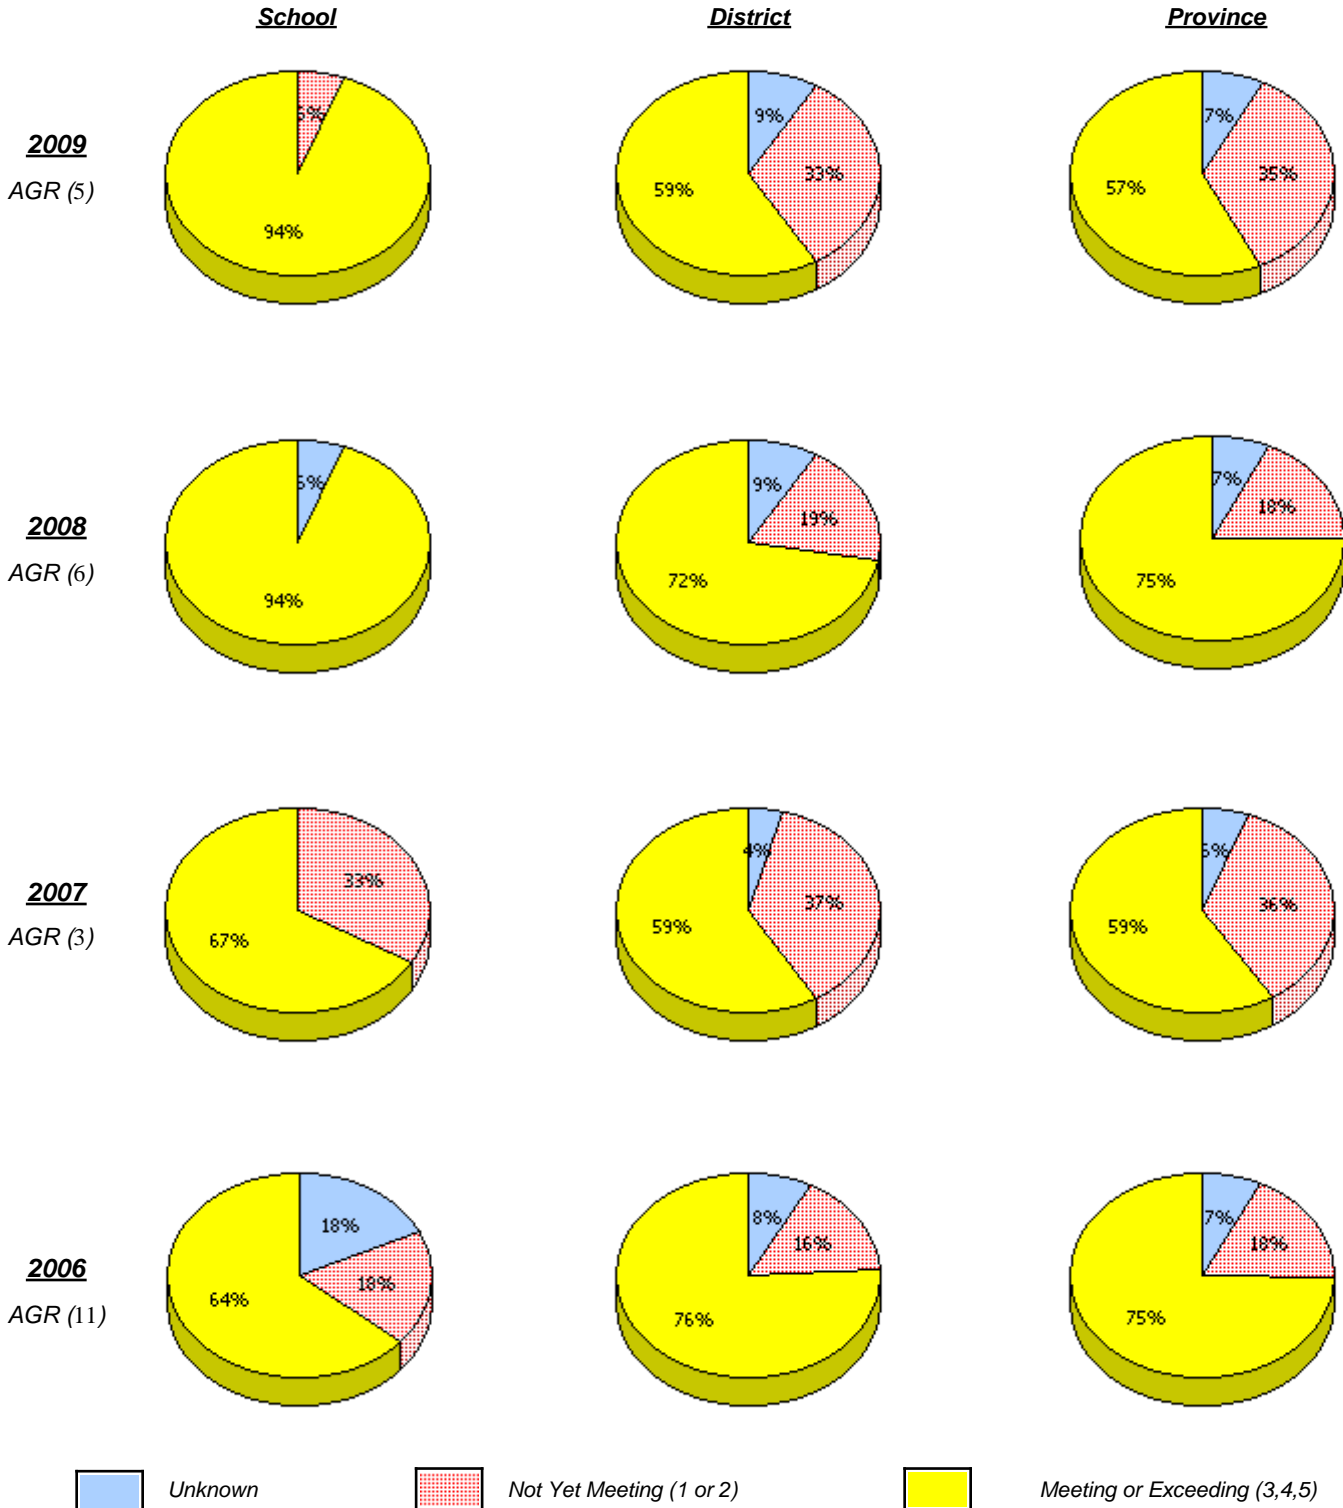 School District Province
2009
AGR (5)
6% 94%
9% 33% 59%
7% 35% 57%
2008
AGR (6)
6% 94%
9% 19% 72%
7% 18% 75%
2007
AGR (3)
33% 67%
4% 37% 59%
36% 59%
2006
AGR (11)
18% 18% 64%
8% 16% 76%
7% 18% 75%
Unknown Not Yet Meeting (1 or 2) Meeting or Exceeding (3,4,5)